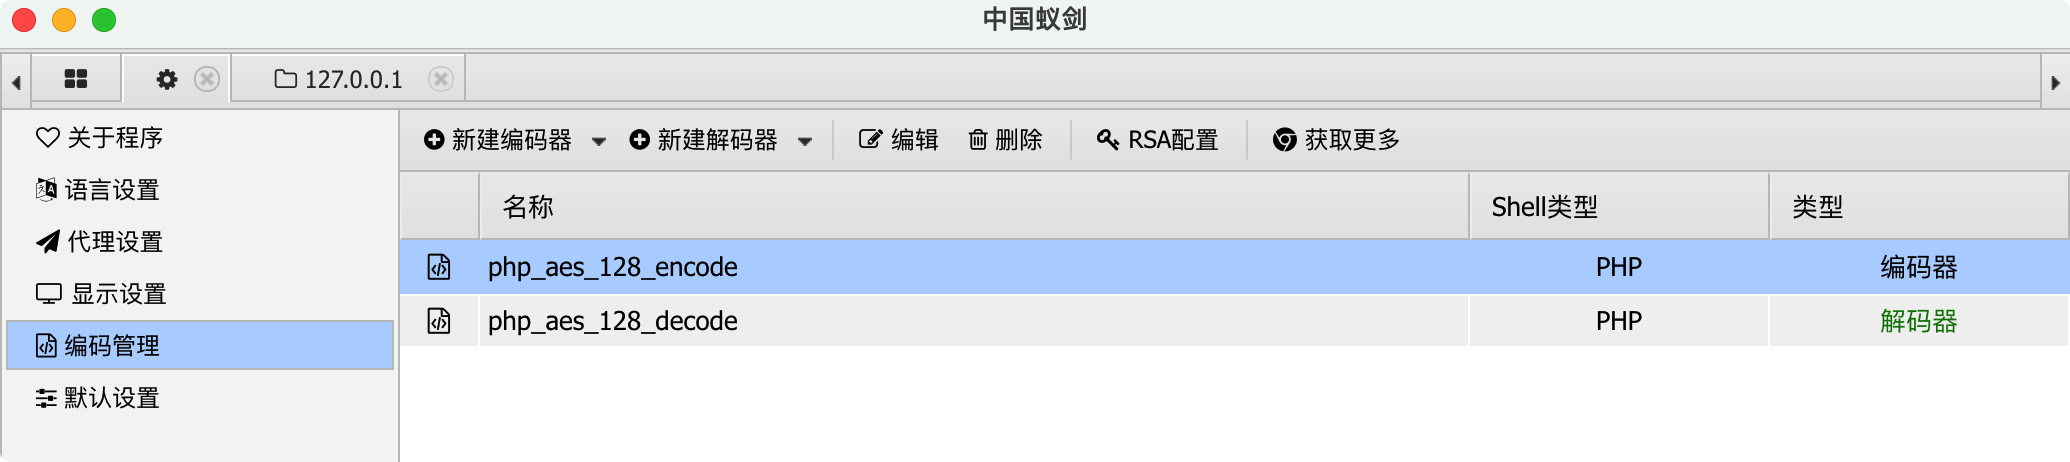 中国蚁剑
127.0.0.1
关于程序
语言设置
代理设置
显示设置
编码管理
默认设置
新建编码器 新建解码器 编辑 删除 RSA配置 获取更多
名称 Shell类型 类型
php_aes_128_encode PHP 编码器
php_aes_128_decode PHP 解码器